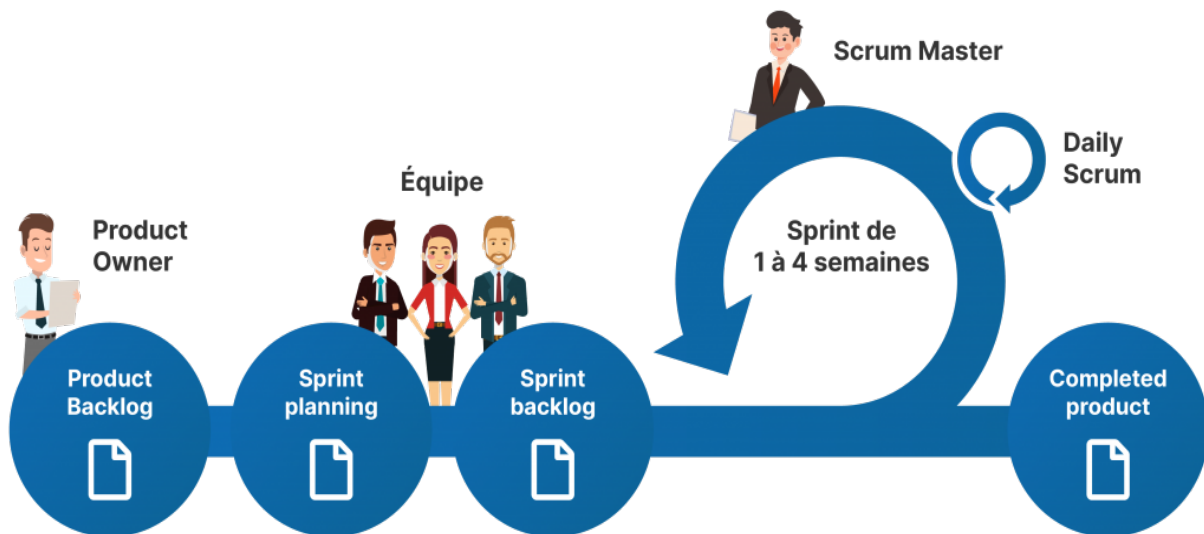 Scrum Master
Daily
Scrum
Équipe
Product
Owner
Sprint de
1 à 4 semaines
Product
Backlog
Sprint
planning
Sprint
backlog
Completed
product